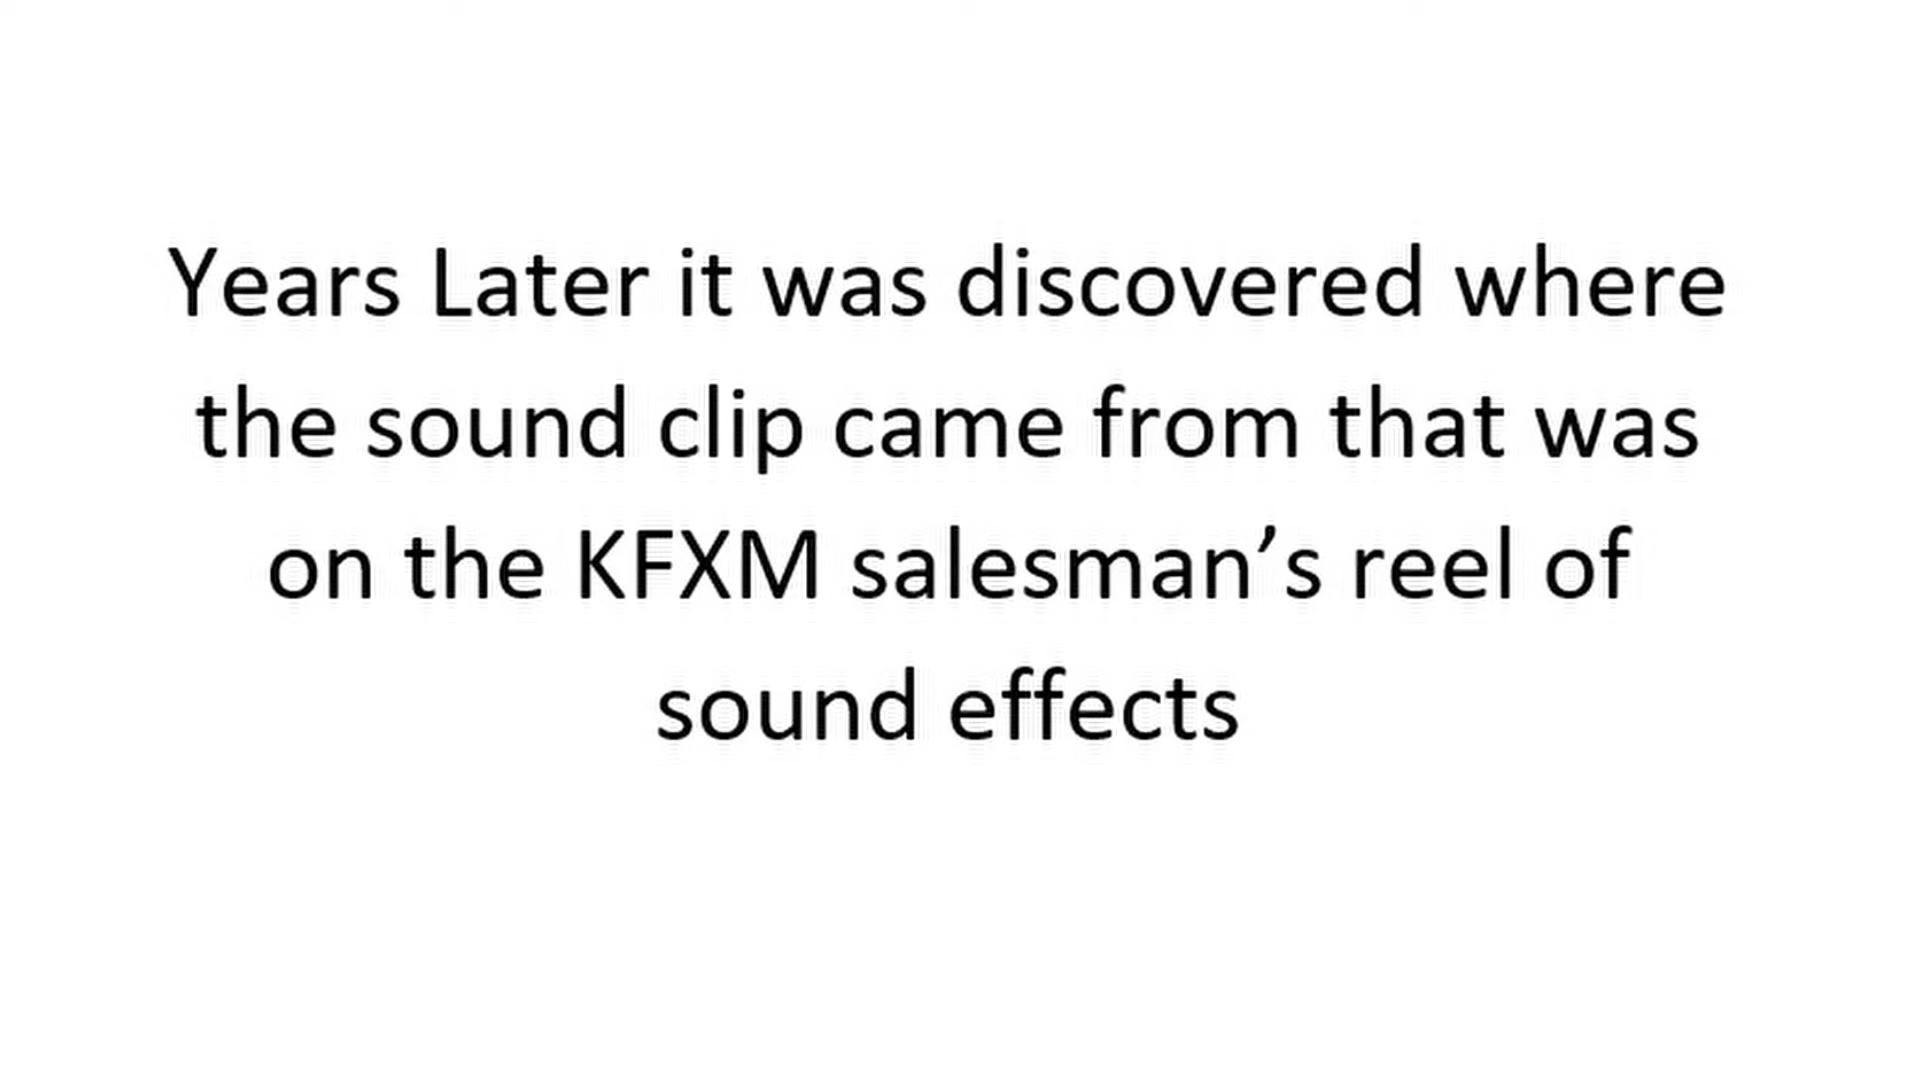 Years Later it was discovered where
the sound clip came from that was
on the KFXM salesman’s reel of
sound effects